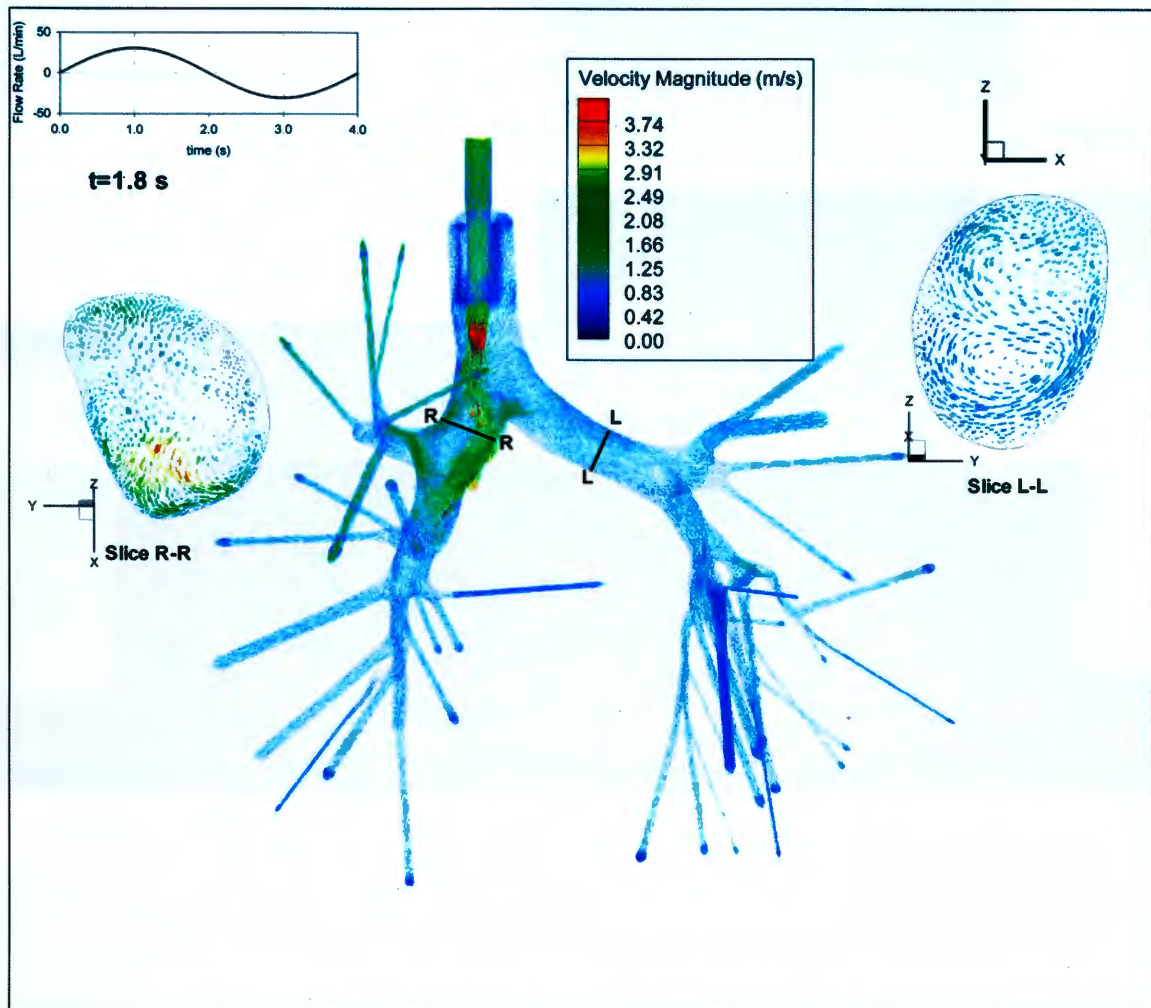 50
0
-50
Flow Rate (L/min)
0.0 1.0 2.0 3.0 4.0
time (s)
t=1.8 s
Velocity Magnitude (m/s)
3.74
3.32
2.91
2.49
2.08
1.66
1.25
0.83
0.42
0.00
Z
X
R
R
L
L
Z
X
Y
Slice L-L
Y
Z
X
Slice R-R